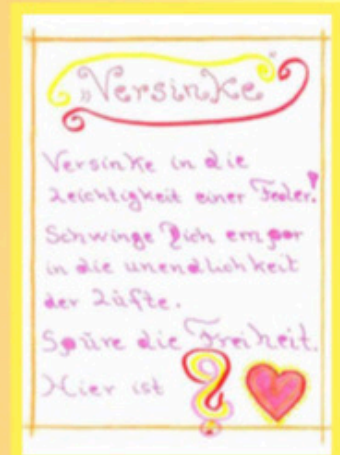 „Versinke“
Versinke in die
Leichtigkeit einer Feder!
Schwinge Dich empor
in die unendlichkeit
der Lüfte.
Spüre die Freiheit.
Hier ist ?